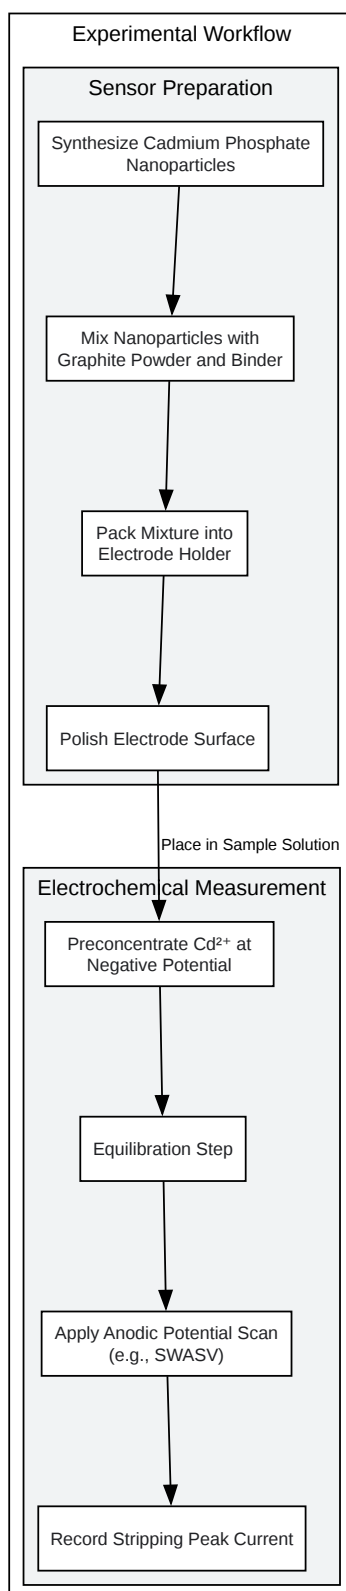 Experimental Workflow
Sensor Preparation
Synthesize Cadmium Phosphate
Nanoparticles
Mix Nanoparticles with
Graphite Powder and Binder
Pack Mixture into
Electrode Holder
Polish Electrode Surface
Place in Sample Solution
Electrochemical Measurement
Preconcentrate Cd²⁺ at
Negative Potential
Equilibration Step
Apply Anodic Potential Scan
(e.g., SWASV)
Record Stripping Peak Current